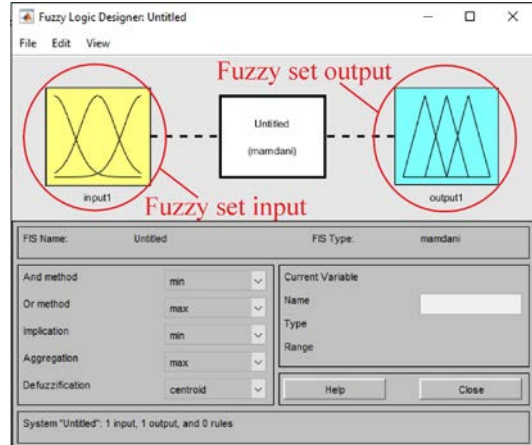 Fuzzy Logic Designer: Untitled
File Edit View
Fuzzy set output
Untitled
(mamdani)
input1
output1
Fuzzy set input
FIS Name: Untitled FIS Type: mamdani
And method min
Or method max
Implication min
Aggregation max
Defuzzification centroid
Current Variable
Name
Type
Range
Help Close
System "Untitled": 1 input, 1 output, and 0 rules